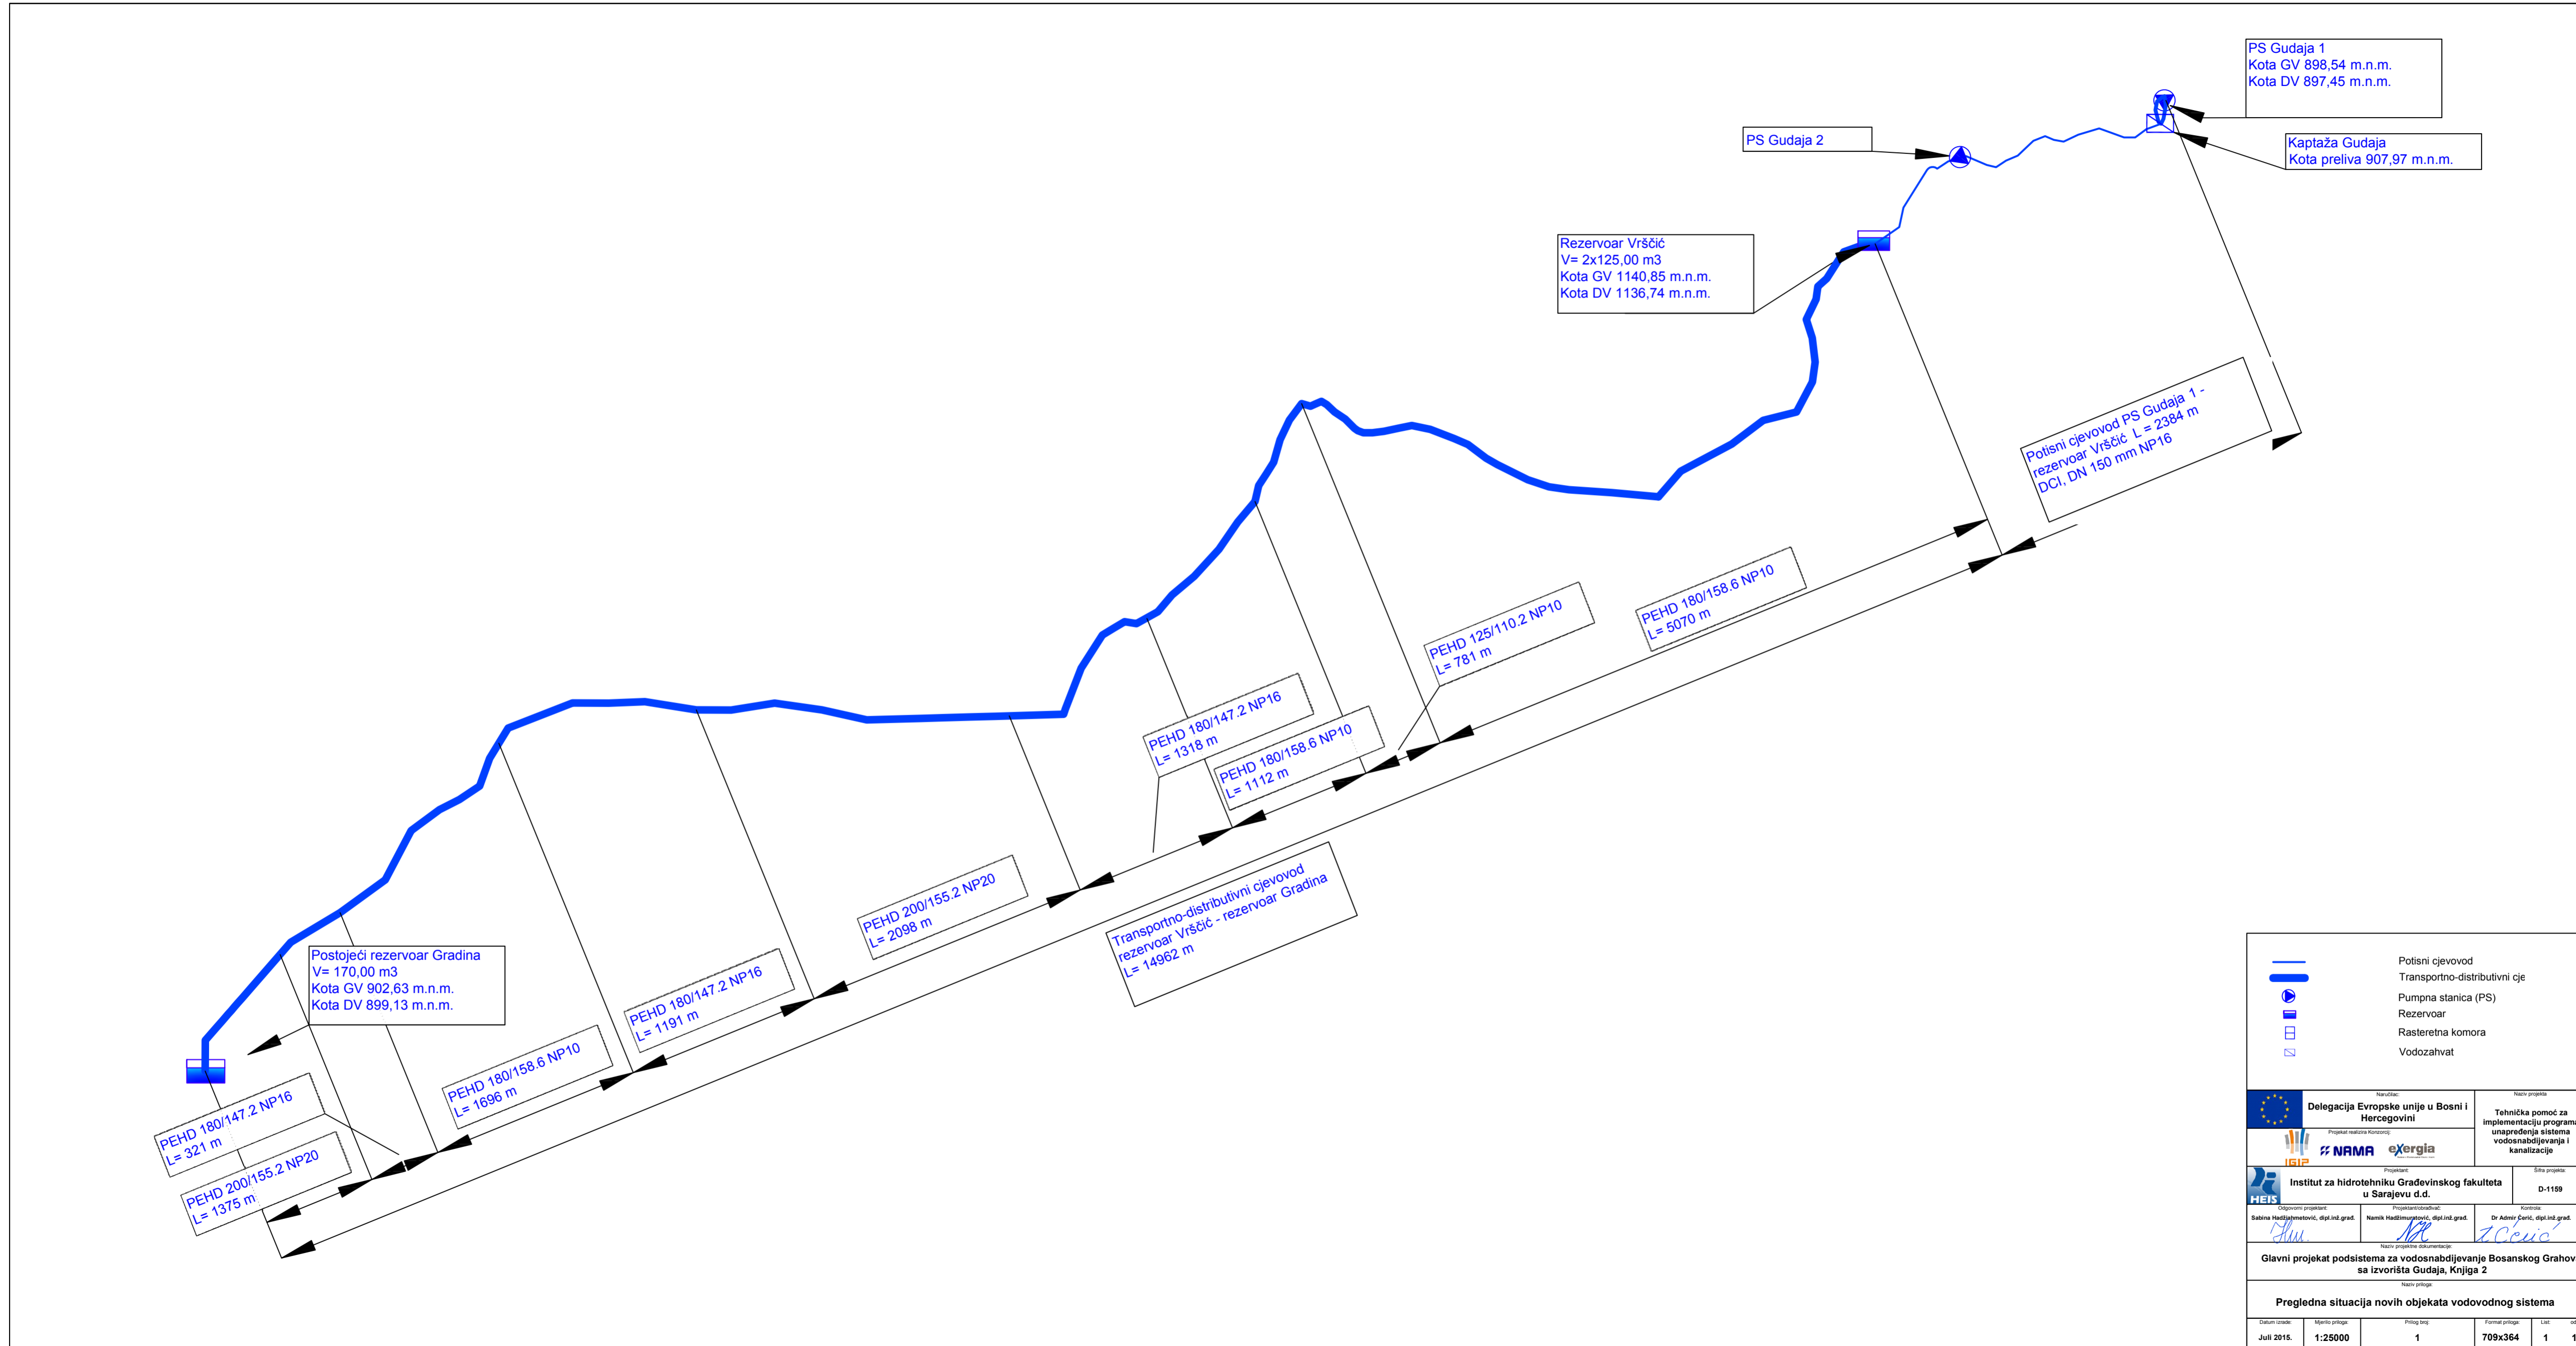 PS Gudaja 1
Kota GV 898,54 m.n.m.
Kota DV 897,45 m.n.m.
PS Gudaja 2
Kaptaža Gudaja
Kota preliva 907,97 m.n.m.
Rezervoar Vrščić
V= 2x125,00 m3
Kota GV 1140,85 m.n.m.
Kota DV 1136,74 m.n.m.
Potisni cjevovod PS Gudaja 1 -
rezervoar Vrščić L = 2384 m
DCI, DN 150 mm NP16
PEHD 180/158.6 NP10
L= 5070 m
PEHD 125/110.2 NP10
L= 781 m
PEHD 180/147.2 NP16
L= 1318 m
PEHD 180/158.6 NP10
L= 1112 m
Transportno-distributivni cjevovod
rezervoar Vrščić - rezervoar Gradina
L= 14962 m
PEHD 200/155.2 NP20
L= 2098 m
PEHD 180/147.2 NP16
L= 1191 m
Postojeći rezervoar Gradina
V= 170,00 m3
Kota GV 902,63 m.n.m.
Kota DV 899,13 m.n.m.
PEHD 180/158.6 NP10
L= 1696 m
PEHD 180/147.2 NP16
L= 321 m
PEHD 200/155.2 NP20
L= 1375 m
Potisni cjevovod
Transportno-distributivni cje
Pumpna stanica (PS)
Rezervoar
Rasteretna komora
Vodozahvat
Naručilac:
Delegacija Evropske unije u Bosni i
Hercegovini
Naziv projekta
Tehnička pomoć za
implementaciju programa
unapređenja sistema
vodosnabdijevanja i
kanalizacije
Projekat realizira Konzorcij:
IGIP
NAMA
exergia
Projektant:
Institut za hidrotehniku Građevinskog fakulteta
u Sarajevu d.d.
HEIS
Šifra projekta:
D-1159
Odgovorni projektant:
Sabina Hadžiahmetović, dipl.inž.građ.
Projektant/obrađivač:
Namik Hadžimuratović, dipl.inž.građ.
Kontrola:
Dr Admir Ćerić, dipl.inž.građ.
Naziv projektne dokumentacije:
Glavni projekat podsistema za vodosnabdijevanje Bosanskog Grahov
sa izvorišta Gudaja, Knjiga 2
Naziv priloga:
Pregledna situacija novih objekata vodovodnog sistema
Datum izrade:
Juli 2015.
Mjerilo priloga:
1:25000
Prilog broj:
1
Format priloga:
709x364
List:
1
od
1